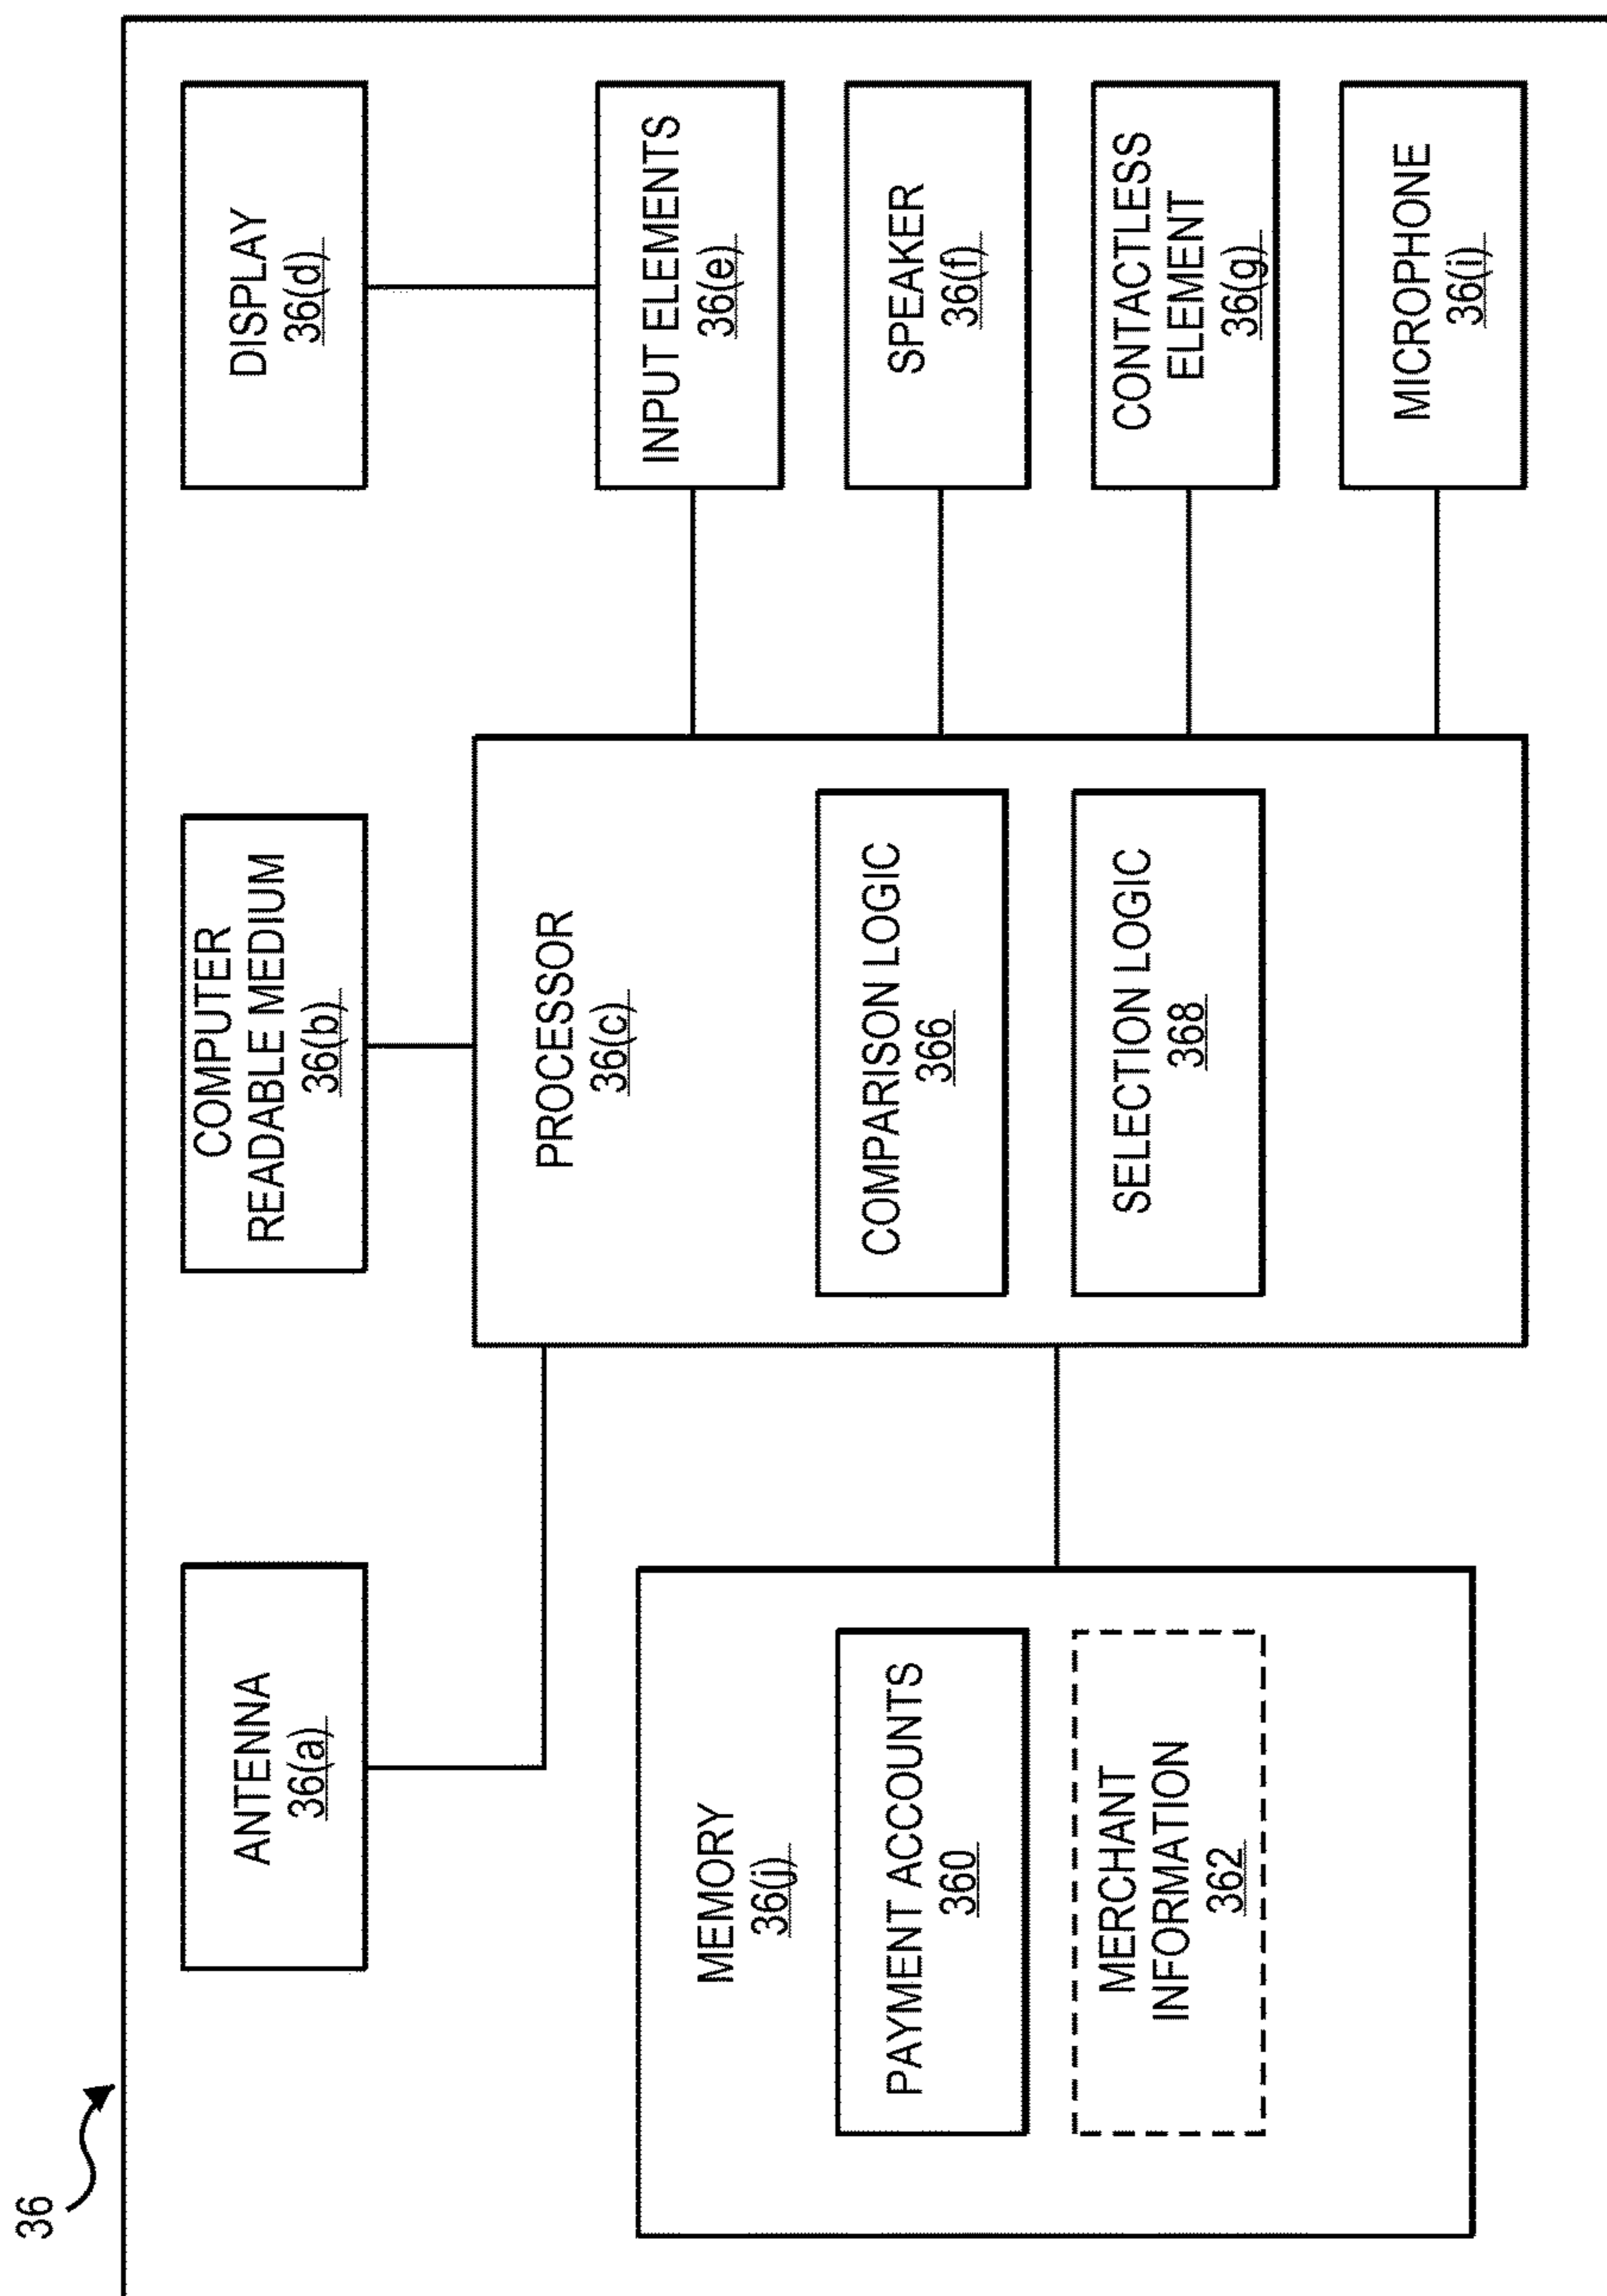 36
ANTENNA
36(a)
COMPUTER
READABLE MEDIUM
36(b)
DISPLAY
36(d)
MEMORY
36(j)
PAYMENT ACCOUNTS
360
MERCHANT
INFORMATION
362
PROCESSOR
36(c)
COMPARISON LOGIC
366
SELECTION LOGIC
368
INPUT ELEMENTS
36(e)
SPEAKER
36(f)
CONTACTLESS
ELEMENT
36(g)
MICROPHONE
36(i)